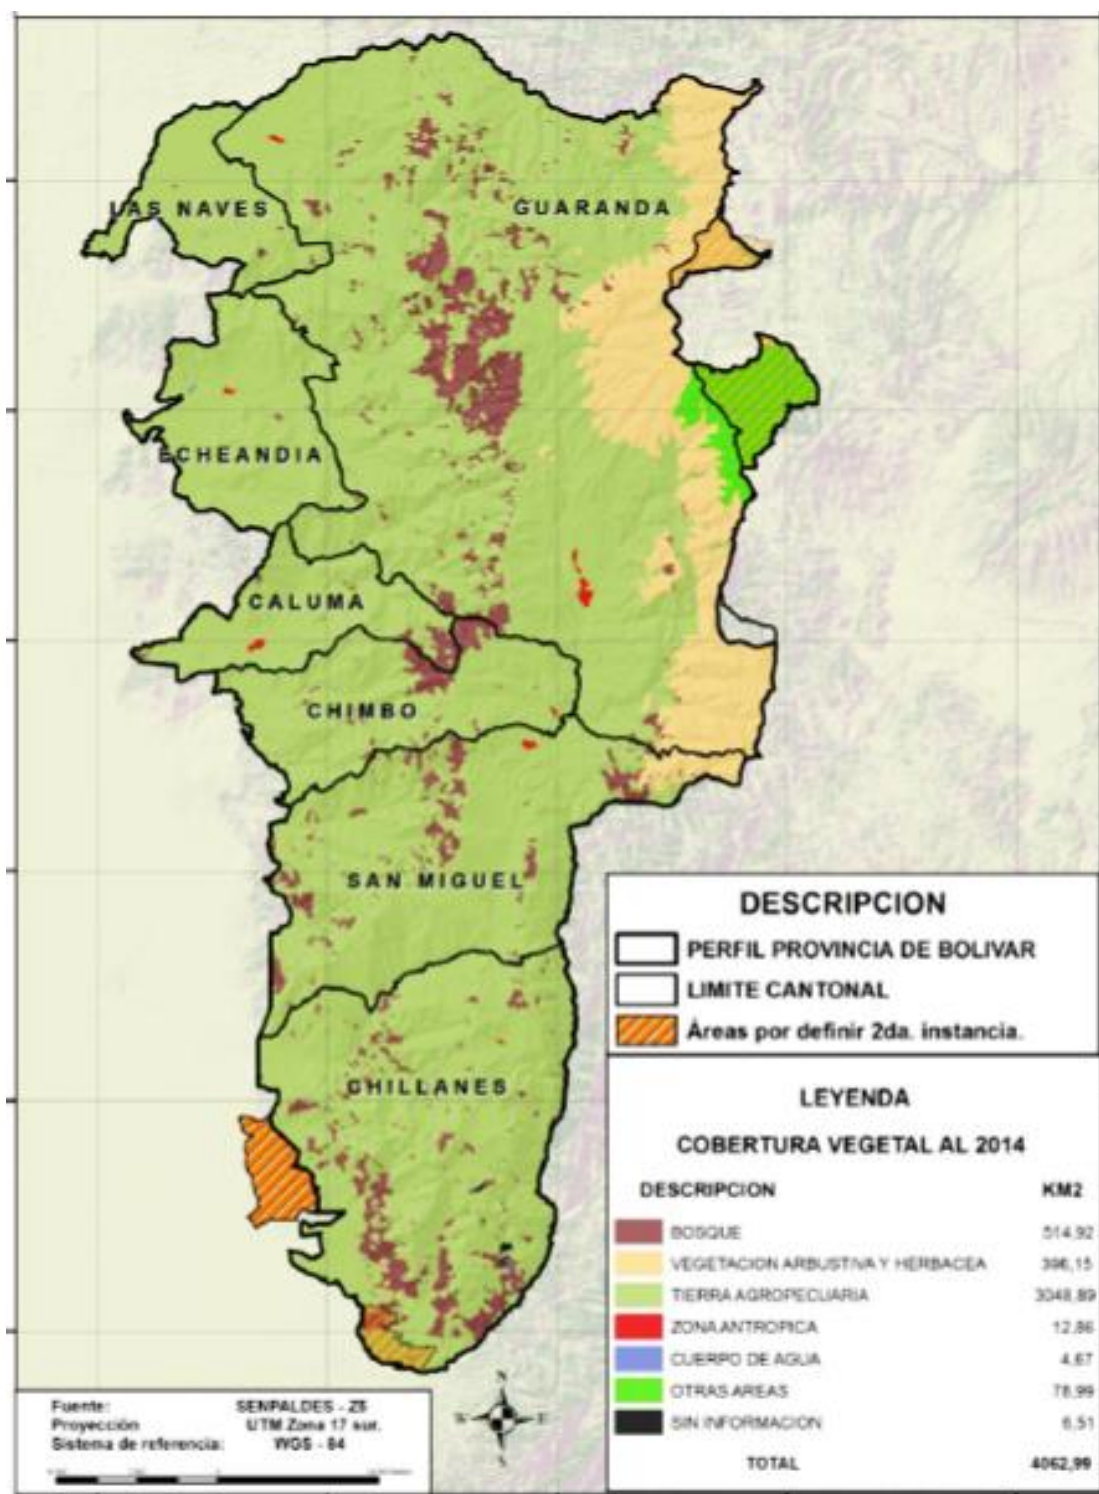 LAS NAVES
GUARANDA
ECHEANDIA
CALUMA
CHIMBO
SAN MIGUEL
CHILLANES
DESCRIPCION
PERFIL PROVINCIA DE BOLIVAR
LIMITE CANTONAL
Áreas por definir 2da. instancia.
LEYENDA
COBERTURA VEGETAL AL 2014
DESCRIPCION KM2
BOSQUE 514,92
VEGETACION ARBUSTIVA Y HERBACEA 396,15
TIERRA AGROPECUARIA 3048,89
ZONA ANTROPICA 12,86
CUERPO DE AGUA 4,67
OTRAS AREAS 78,99
SIN INFORMACION 6,51
TOTAL 4062,99
Fuente: SENPALDES - Z5
Proyección UTM Zona 17 sur.
Sistema de referencia: WGS - 84
N
W E
S